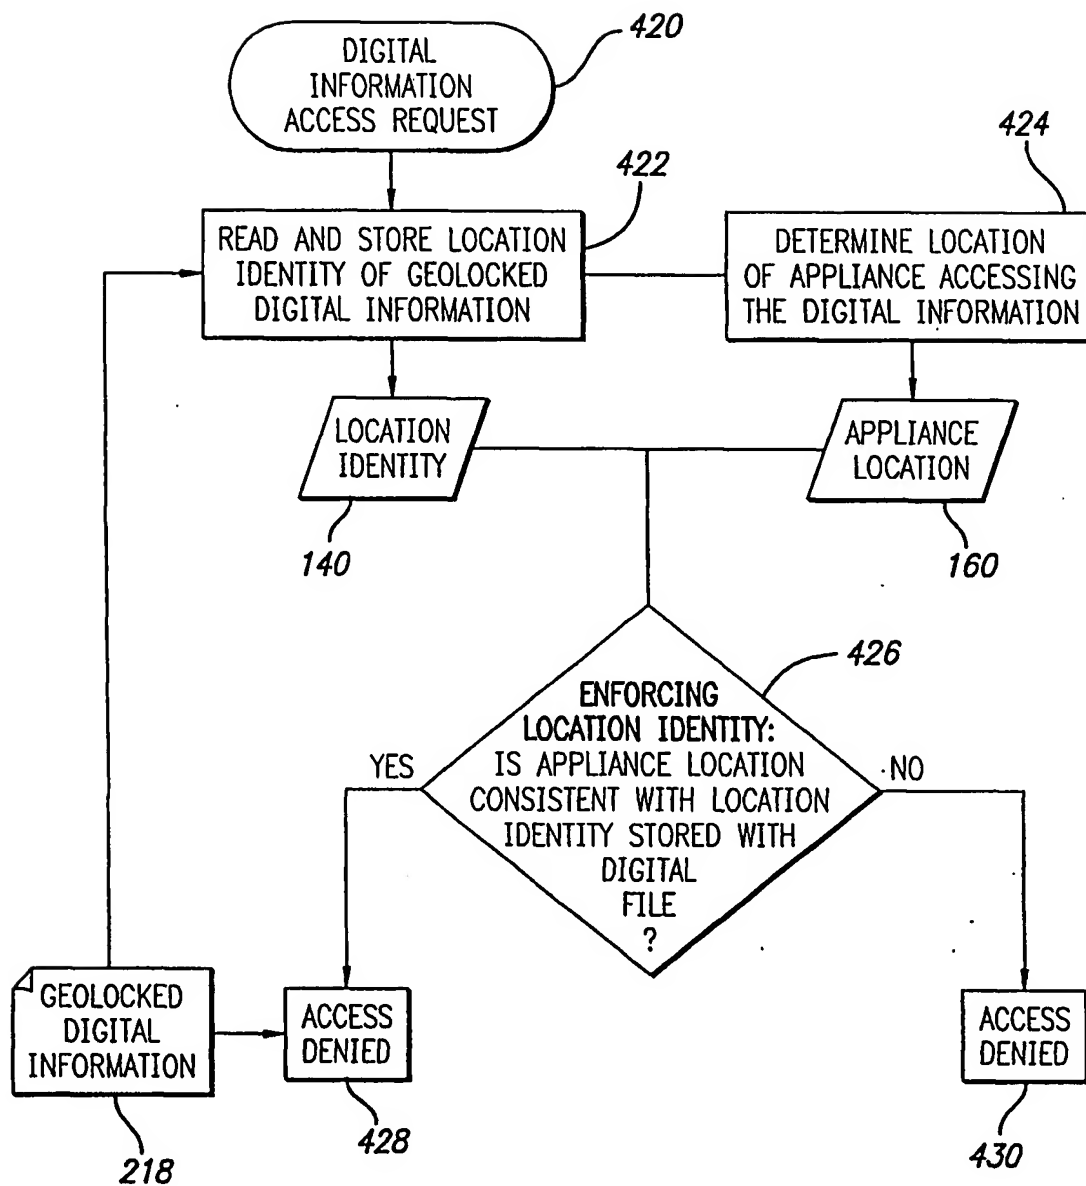 DIGITAL
INFORMATION
ACCESS REQUEST
420
READ AND STORE LOCATION
IDENTITY OF GEOLOCKED
DIGITAL INFORMATION
422
DETERMINE LOCATION
OF APPLIANCE ACCESSING
THE DIGITAL INFORMATION
424
LOCATION
IDENTITY
140
APPLIANCE
LOCATION
160
ENFORCING
LOCATION IDENTITY:
IS APPLIANCE LOCATION
CONSISTENT WITH LOCATION
IDENTITY STORED WITH
DIGITAL
FILE
?
426
YES
NO
GEOLOCKED
DIGITAL
INFORMATION
218
ACCESS
DENIED
428
ACCESS
DENIED
430